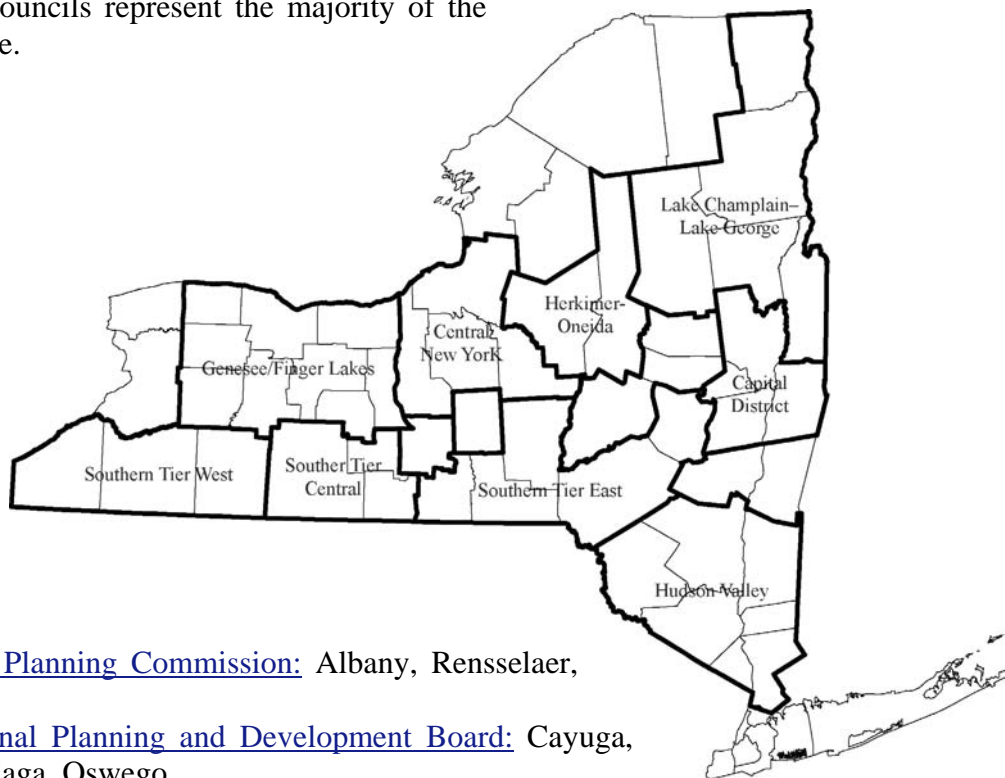 ouncils represent the majority of the
e.
Lake Champlain–
Lake George
Herkimer-
Oneida
Central
New YorK
Genesee/Finger Lakes
Capital
District
Southern Tier West
Souther Tier
Central
Southern Tier East
Hudson Valley
Planning Commission: Albany, Rensselaer,
nal Planning and Development Board: Cayuga,
aga, Oswego